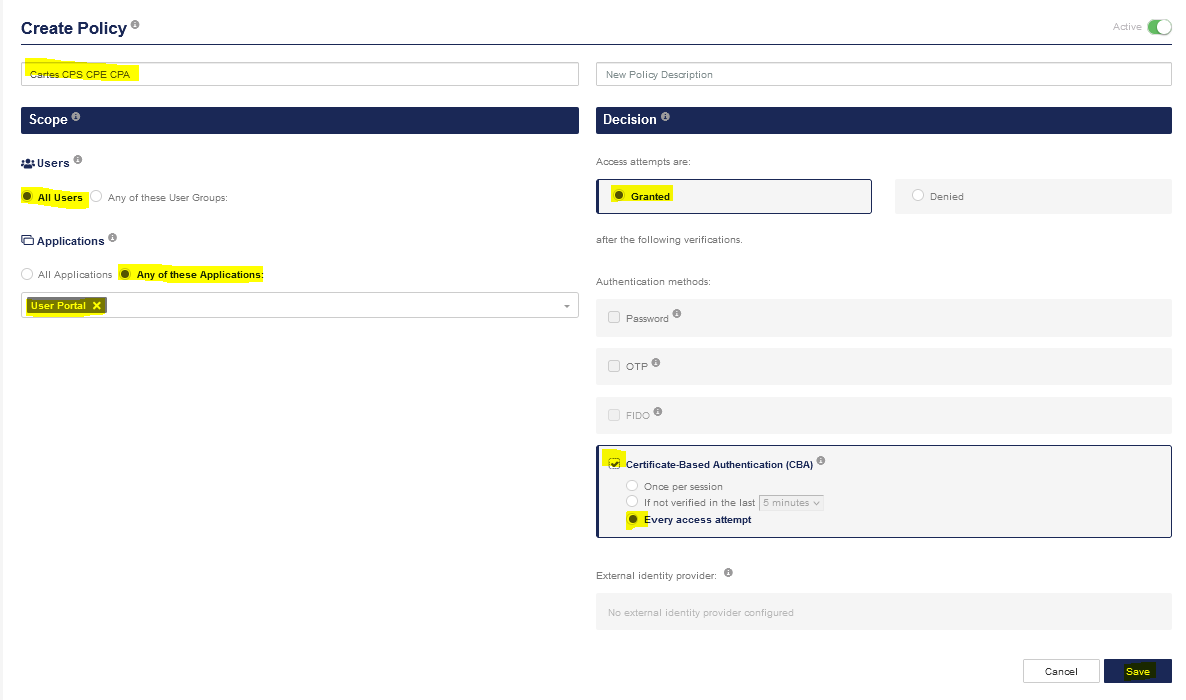 Create Policy
Active
Cartes CPS CPE CPA
New Policy Description
Scope
Decision
Users
Access attempts are:
All Users
Any of these User Groups:
Granted
Denied
Applications
after the following verifications.
All Applications
Any of these Applications:
Authentication methods:
User Portal
Password
OTP
FIDO
Certificate-Based Authentication (CBA)
Once per session
If not verified in the last 5 minutes
Every access attempt
External identity provider:
No external identity provider configured
Cancel
Save